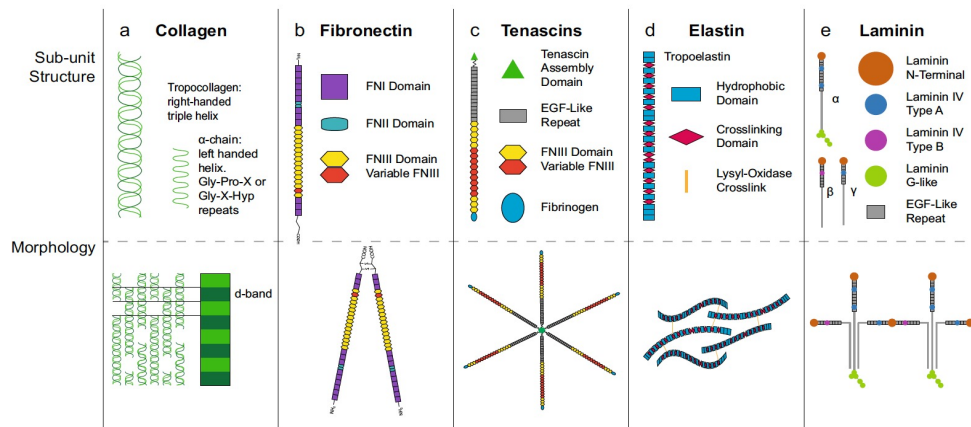 Sub-unit
Structure
Morphology
a Collagen
Tropocollagen:
right-handed
triple helix
α-chain:
left handed
helix.
Gly-Pro-X or
Gly-X-Hyp
repeats
d-band
b Fibronectin
FNI Domain
FNII Domain
FNIII Domain
Variable FNIII
c Tenascins
Tenascin
Assembly
Domain
EGF-Like
Repeat
FNIII Domain
Variable FNIII
Fibrinogen
d Elastin
Tropoelastin
Hydrophobic
Domain
Crosslinking
Domain
Lysyl-Oxidase
Crosslink
e Laminin
α
β
γ
Laminin
N-Terminal
Laminin IV
Type A
Laminin IV
Type B
Laminin
G-like
EGF-Like
Repeat